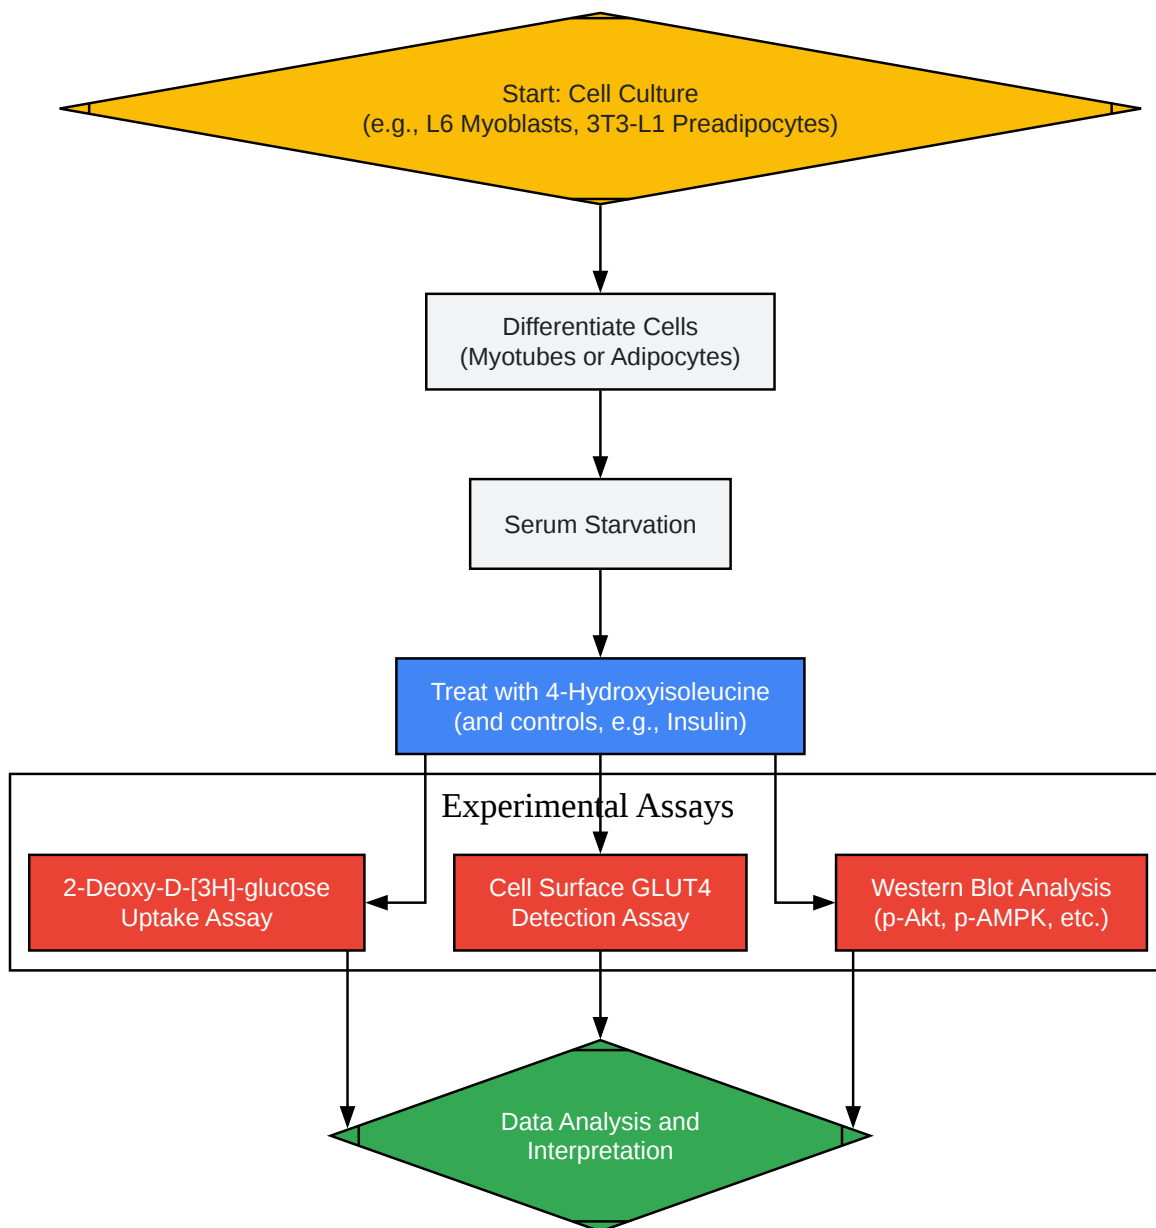 Start: Cell Culture
(e.g., L6 Myoblasts, 3T3-L1 Preadipocytes)
Differentiate Cells
(Myotubes or Adipocytes)
Serum Starvation
Treat with 4-Hydroxyisoleucine
(and controls, e.g., Insulin)
Experimental Assays
2-Deoxy-D-[3H]-glucose
Uptake Assay
Cell Surface GLUT4
Detection Assay
Western Blot Analysis
(p-Akt, p-AMPK, etc.)
Data Analysis and
Interpretation